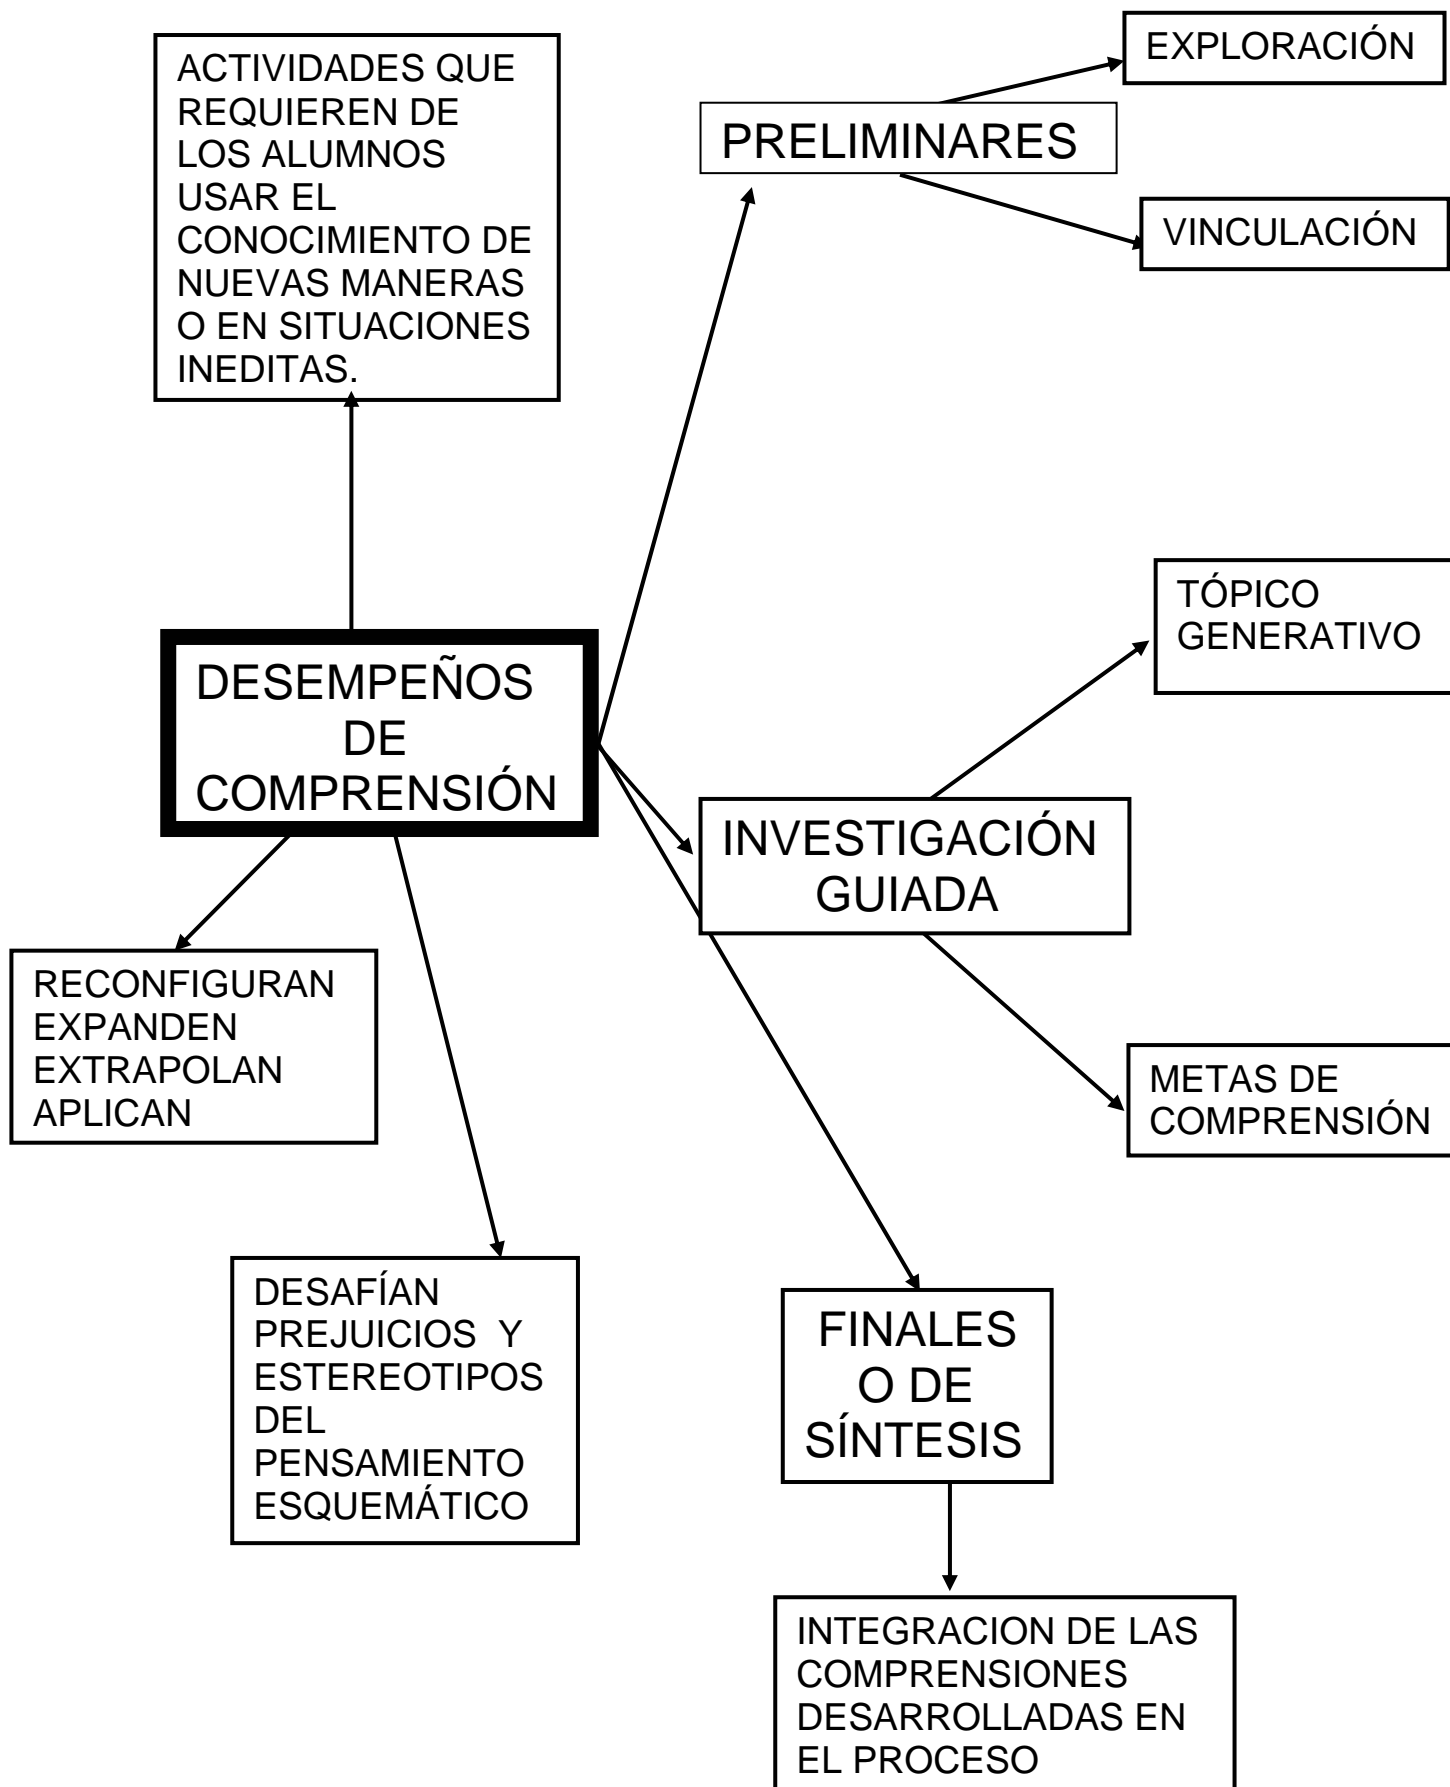 EXPLORACIÓN
ACTIVIDADES QUE
REQUIEREN DE
LOS ALUMNOS
USAR EL
CONOCIMIENTO DE
NUEVAS MANERAS
O EN SITUACIONES
INEDITAS.
PRELIMINARES
VINCULACIÓN
TÓPICO
GENERATIVO
DESEMPEÑOS
DE
COMPRENSIÓN
INVESTIGACIÓN
GUIADA
RECONFIGURAN
EXPANDEN
EXTRAPOLAN
APLICAN
METAS DE
COMPRENSIÓN
DESAFÍAN
PREJUICIOS  Y
ESTEREOTIPOS
DEL
PENSAMIENTO
ESQUEMÁTICO
FINALES
O DE
SÍNTESIS
INTEGRACION DE LAS
COMPRENSIONES
DESARROLLADAS EN
EL PROCESO